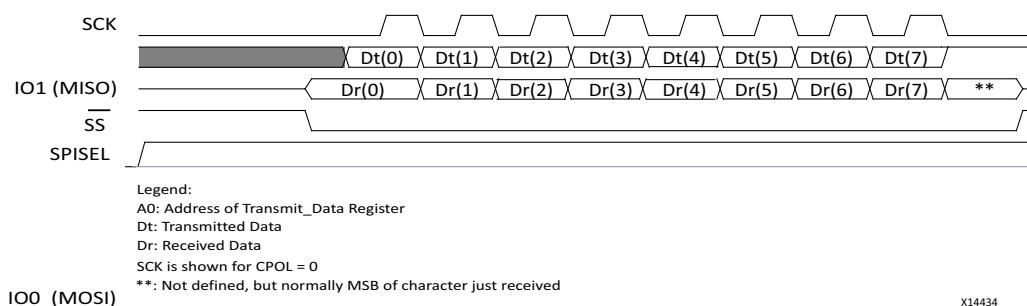 SCK
Dt(0) Dt(1) Dt(2) Dt(3) Dt(4) Dt(5) Dt(6) Dt(7)
IO1 (MISO) Dr(0) Dr(1) Dr(2) Dr(3) Dr(4) Dr(5) Dr(6) Dr(7) **
SS
SPISEL
Legend:
A0: Address of Transmit_Data Register
Dt: Transmitted Data
Dr: Received Data
SCK is shown for CPOL = 0
**: Not defined, but normally MSB of character just received
IO0 (MOSI) X14434